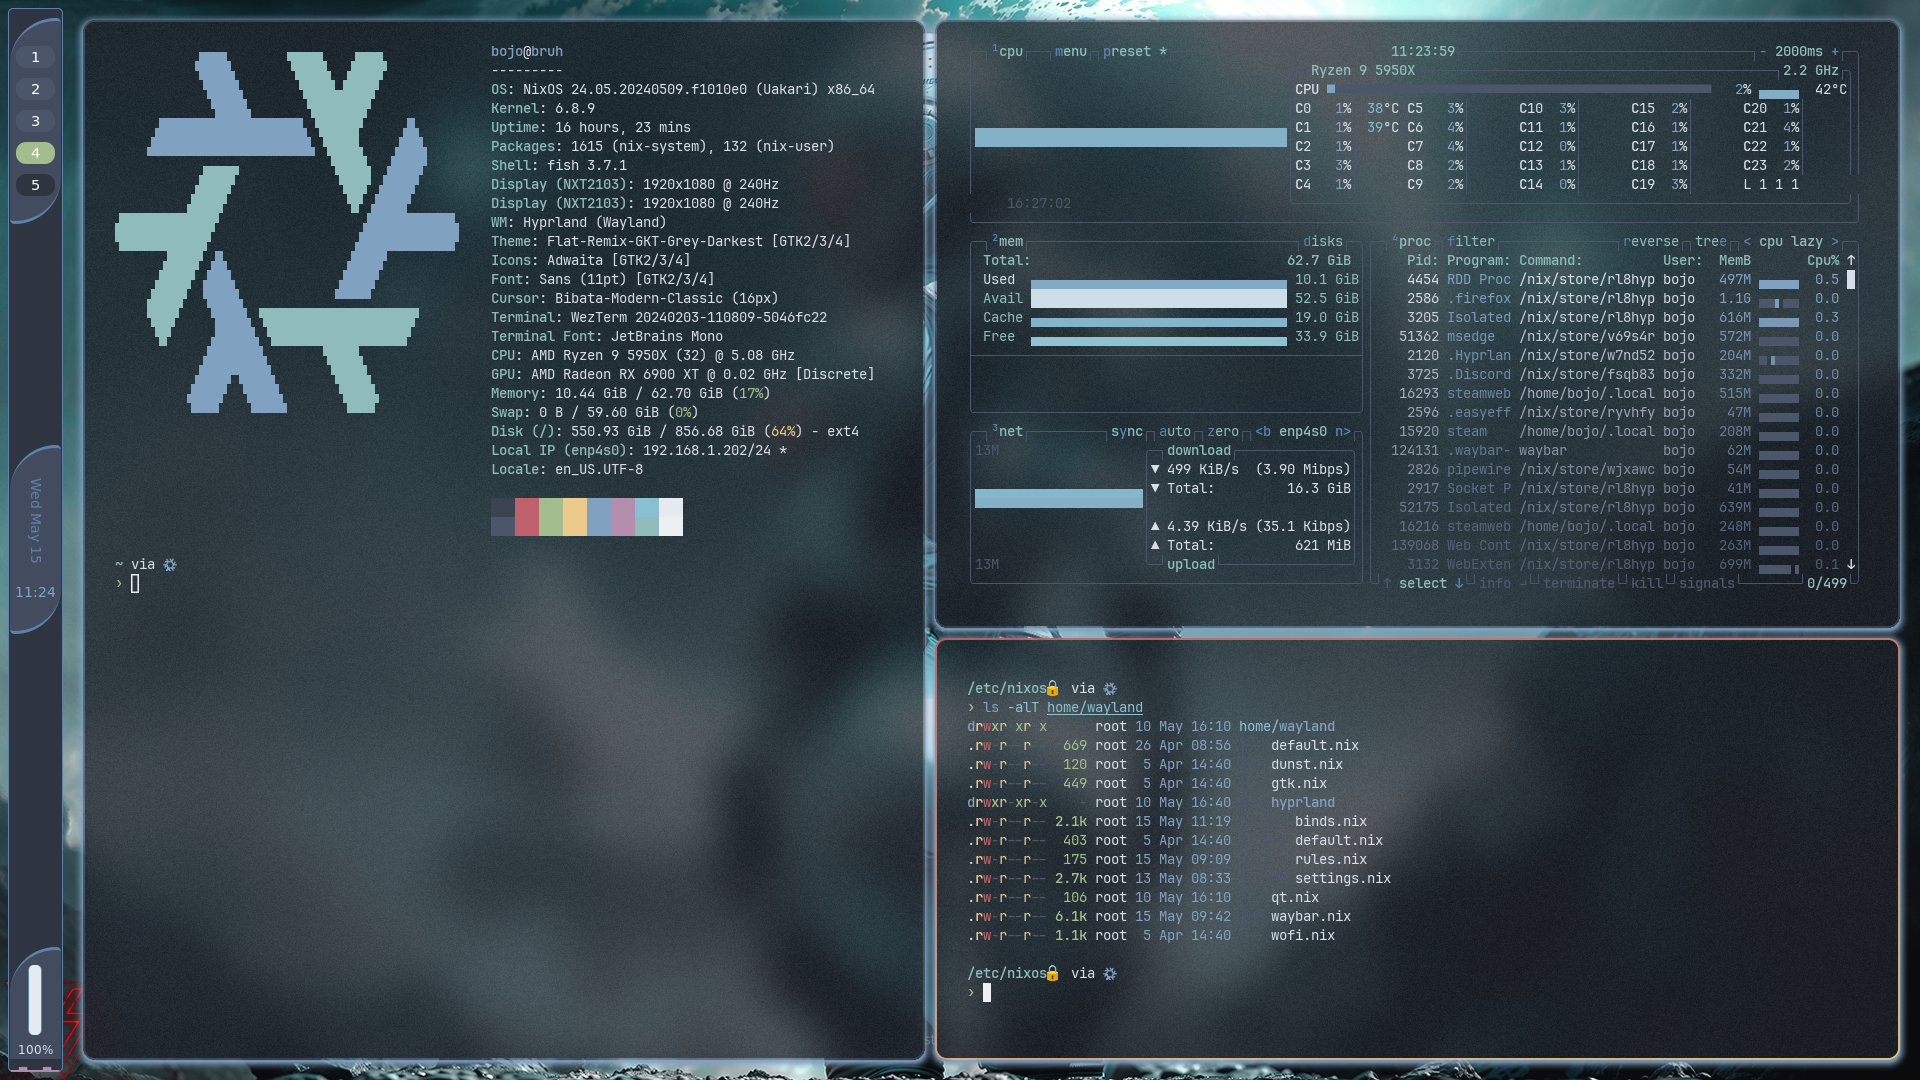 1
2
3
4
5
Wed May 15
11:24
100%
bojo@bruh
---------
OS: NixOS 24.05.20240509.f1010e0 (Uakari) x86_64
Kernel: 6.8.9
Uptime: 16 hours, 23 mins
Packages: 1615 (nix-system), 132 (nix-user)
Shell: fish 3.7.1
Display (NXT2103): 1920x1080 @ 240Hz
Display (NXT2103): 1920x1080 @ 240Hz
WM: Hyprland (Wayland)
Theme: Flat-Remix-GKT-Grey-Darkest [GTK2/3/4]
Icons: Adwaita [GTK2/3/4]
Font: Sans (11pt) [GTK2/3/4]
Cursor: Bibata-Modern-Classic (16px)
Terminal: WezTerm 20240203-110809-5046fc22
Terminal Font: JetBrains Mono
CPU: AMD Ryzen 9 5950X (32) @ 5.08 GHz
GPU: AMD Radeon RX 6900 XT @ 0.02 GHz [Discrete]
Memory: 10.44 GiB / 62.70 GiB (17%)
Swap: 0 B / 59.60 GiB (0%)
Disk (/): 550.93 GiB / 856.68 GiB (64%) - ext4
Local IP (enp4s0): 192.168.1.202/24 *
Locale: en_US.UTF-8
~ via ❄
›
1cpu menu preset * 11:23:59 - 2000ms +
Ryzen 9 5950X 2.2 GHz
CPU 2% 42°C
C0 1% 38°C C5 3% C10 3% C15 2% C20 1%
C1 1% 39°C C6 4% C11 1% C16 1% C21 4%
C2 1% C7 4% C12 0% C17 1% C22 1%
C3 3% C8 2% C13 1% C18 1% C23 2%
C4 1% C9 2% C14 0% C19 3% L 1 1 1
16:27:02
2mem disks
Total: 62.7 GiB
Used 10.1 GiB
Avail 52.5 GiB
Cache 19.0 GiB
Free 33.9 GiB
3net sync auto zero <b enp4s0 n>
13M download
▼ 499 KiB/s (3.90 Mibps)
▼ Total: 16.3 GiB
▲ 4.39 KiB/s (35.1 Kibps)
▲ Total: 621 MiB
13M upload
4proc filter reverse tree < cpu lazy >
Pid: Program: Command: User: MemB Cpu% ↑
4454 RDD Proc /nix/store/rl8hyp bojo 497M 0.5
2586 .firefox /nix/store/rl8hyp bojo 1.1G 0.0
3205 Isolated /nix/store/rl8hyp bojo 616M 0.3
51362 msedge /nix/store/v69s4r bojo 572M 0.0
2120 .Hyprlan /nix/store/w7nd52 bojo 204M 0.0
3725 .Discord /nix/store/fsqb83 bojo 332M 0.0
16293 steamweb /home/bojo/.local bojo 515M 0.0
2596 .easyeff /nix/store/ryvhfy bojo 47M 0.0
15920 steam /home/bojo/.local bojo 208M 0.0
124131 .waybar- waybar bojo 62M 0.0
2826 pipewire /nix/store/wjxawc bojo 54M 0.0
2917 Socket P /nix/store/rl8hyp bojo 41M 0.0
52175 Isolated /nix/store/rl8hyp bojo 639M 0.0
16216 steamweb /home/bojo/.local bojo 248M 0.0
139068 Web Cont /nix/store/rl8hyp bojo 263M 0.0
3132 WebExten /nix/store/rl8hyp bojo 699M 0.1 ↓
↑ select ↓ info ↵ terminate kill signals 0/499
/etc/nixos🔒 via ❄
› ls -alT home/wayland
drwxr xr x root 10 May 16:10 home/wayland
.rw-r--r-- 669 root 26 Apr 08:56 default.nix
.rw-r--r-- 120 root 5 Apr 14:40 dunst.nix
.rw-r--r-- 449 root 5 Apr 14:40 gtk.nix
drwxr-xr-x - root 10 May 16:40 hyprland
.rw-r--r-- 2.1k root 15 May 11:19 binds.nix
.rw-r--r-- 403 root 5 Apr 14:40 default.nix
.rw-r--r-- 175 root 15 May 09:09 rules.nix
.rw-r--r-- 2.7k root 13 May 08:33 settings.nix
.rw-r--r-- 106 root 10 May 16:10 qt.nix
.rw-r--r-- 6.1k root 15 May 09:42 waybar.nix
.rw-r--r-- 1.1k root 5 Apr 14:40 wofi.nix
/etc/nixos🔒 via ❄
›